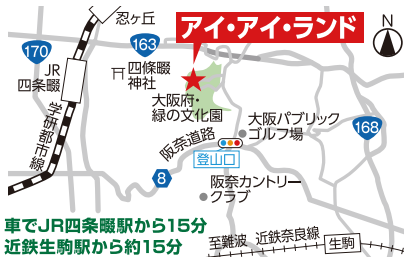 忍ヶ丘
アイ・アイ・ランド
N
170
163
JR
四条畷
四條畷
神社
大阪府・
緑の文化園
学研都市線
阪奈道路
大阪パブリック
ゴルフ場
168
登山口
8
阪奈カントリー
クラブ
車でJR四条畷駅から15分
近鉄生駒駅から約15分
至難波
近鉄奈良線
生駒